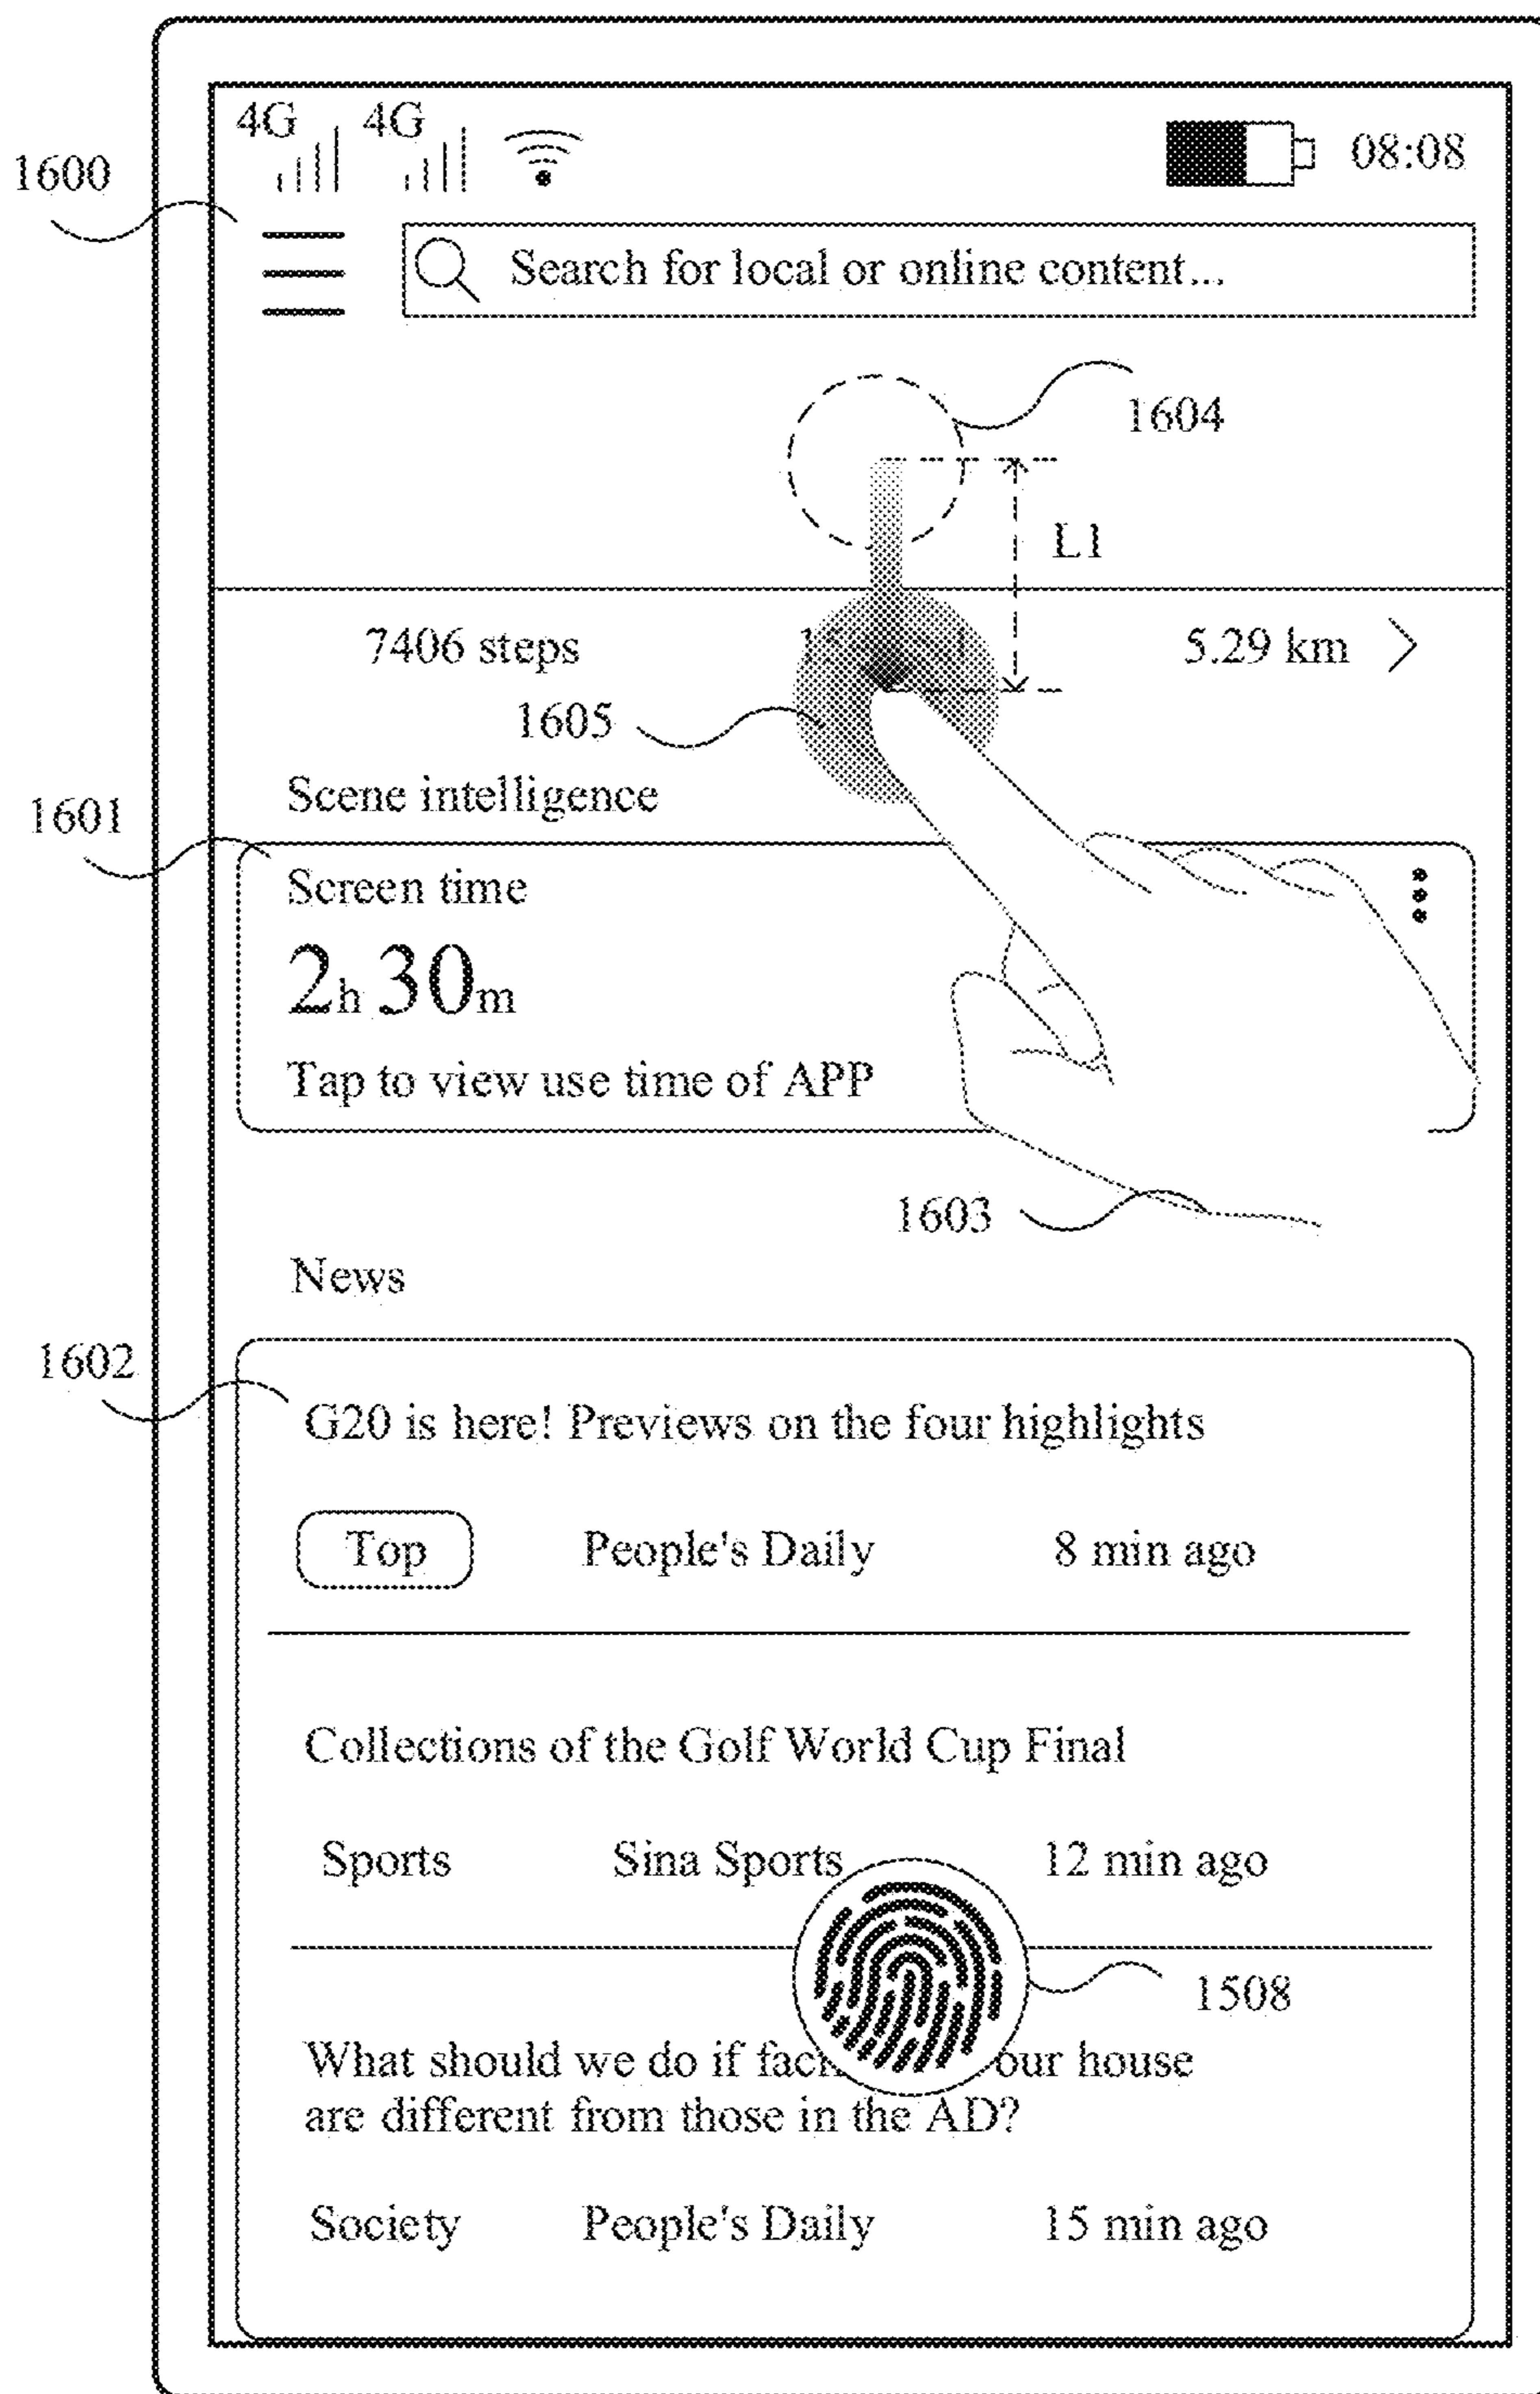 4G 4G 08:08
1600
Search for local or online content...
1604
L1
7406 steps 5.29 km
1605
Scene intelligence
1601
Screen time
2h 30m
Tap to view use time of APP
1603
News
1602
G20 is here! Previews on the four highlights
Top People's Daily 8 min ago
Collections of the Golf World Cup Final
Sports Sina Sports 12 min ago
1508
What should we do if our house
are different from those in the AD?
Society People's Daily 15 min ago